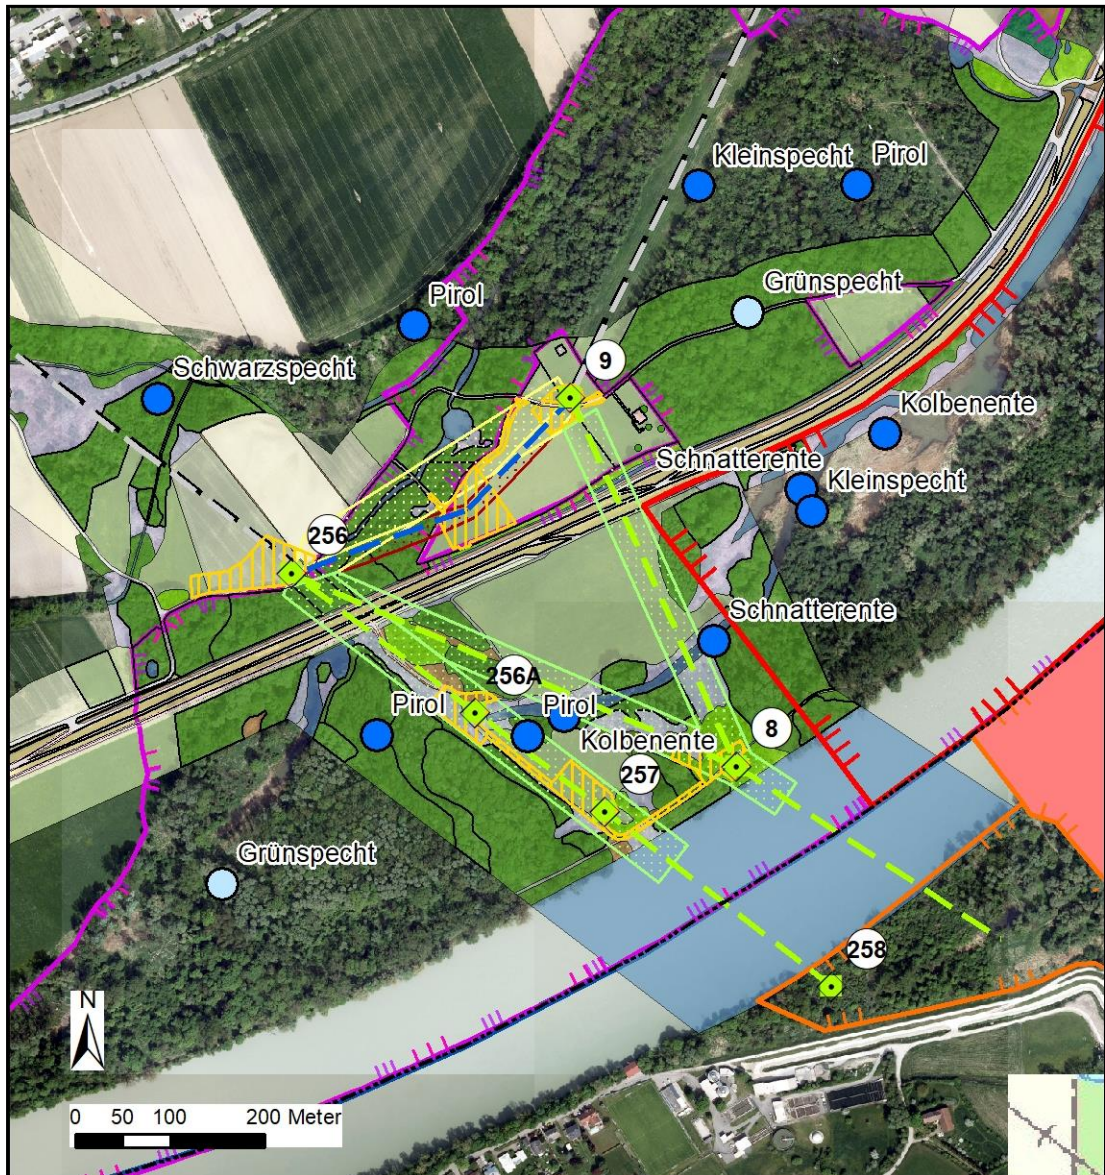 Kleinspecht
Pirol
Grünspecht
Pirol
9
Schwarzspecht
Kolbenente
Schnatterente
Kleinspecht
256
Schnatterente
256A
Pirol
Pirol
8
Kolbenente
257
Grünspecht
258
N
0 50 100 200 Meter